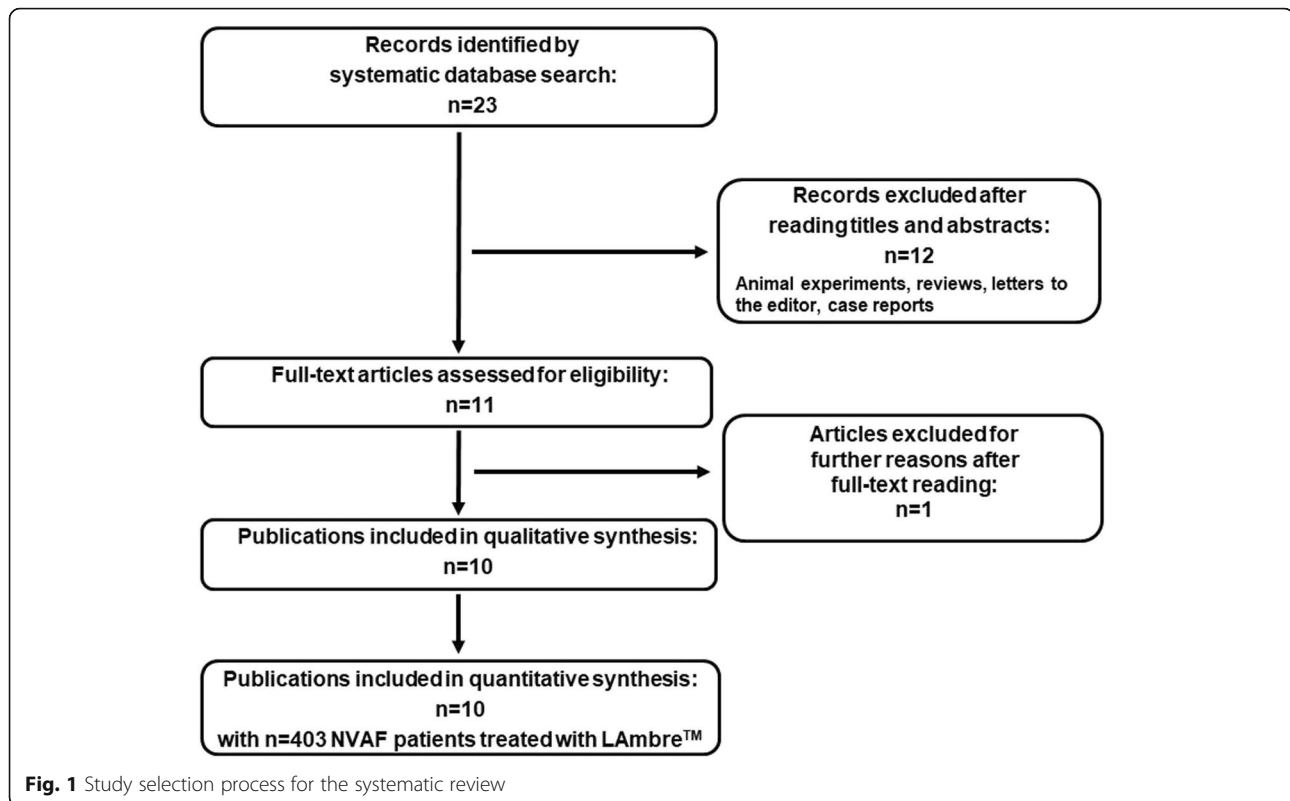 Records identified by
systematic database search:
n=23
Records excluded after
reading titles and abstracts:
n=12
Animal experiments, reviews, letters to
the editor, case reports
Full-text articles assessed for eligibility:
n=11
Articles excluded for
further reasons after
full-text reading:
n=1
Publications included in qualitative synthesis:
n=10
Publications included in quantitative synthesis:
n=10
with n=403 NVAF patients treated with LAmbre™
Fig. 1 Study selection process for the systematic review